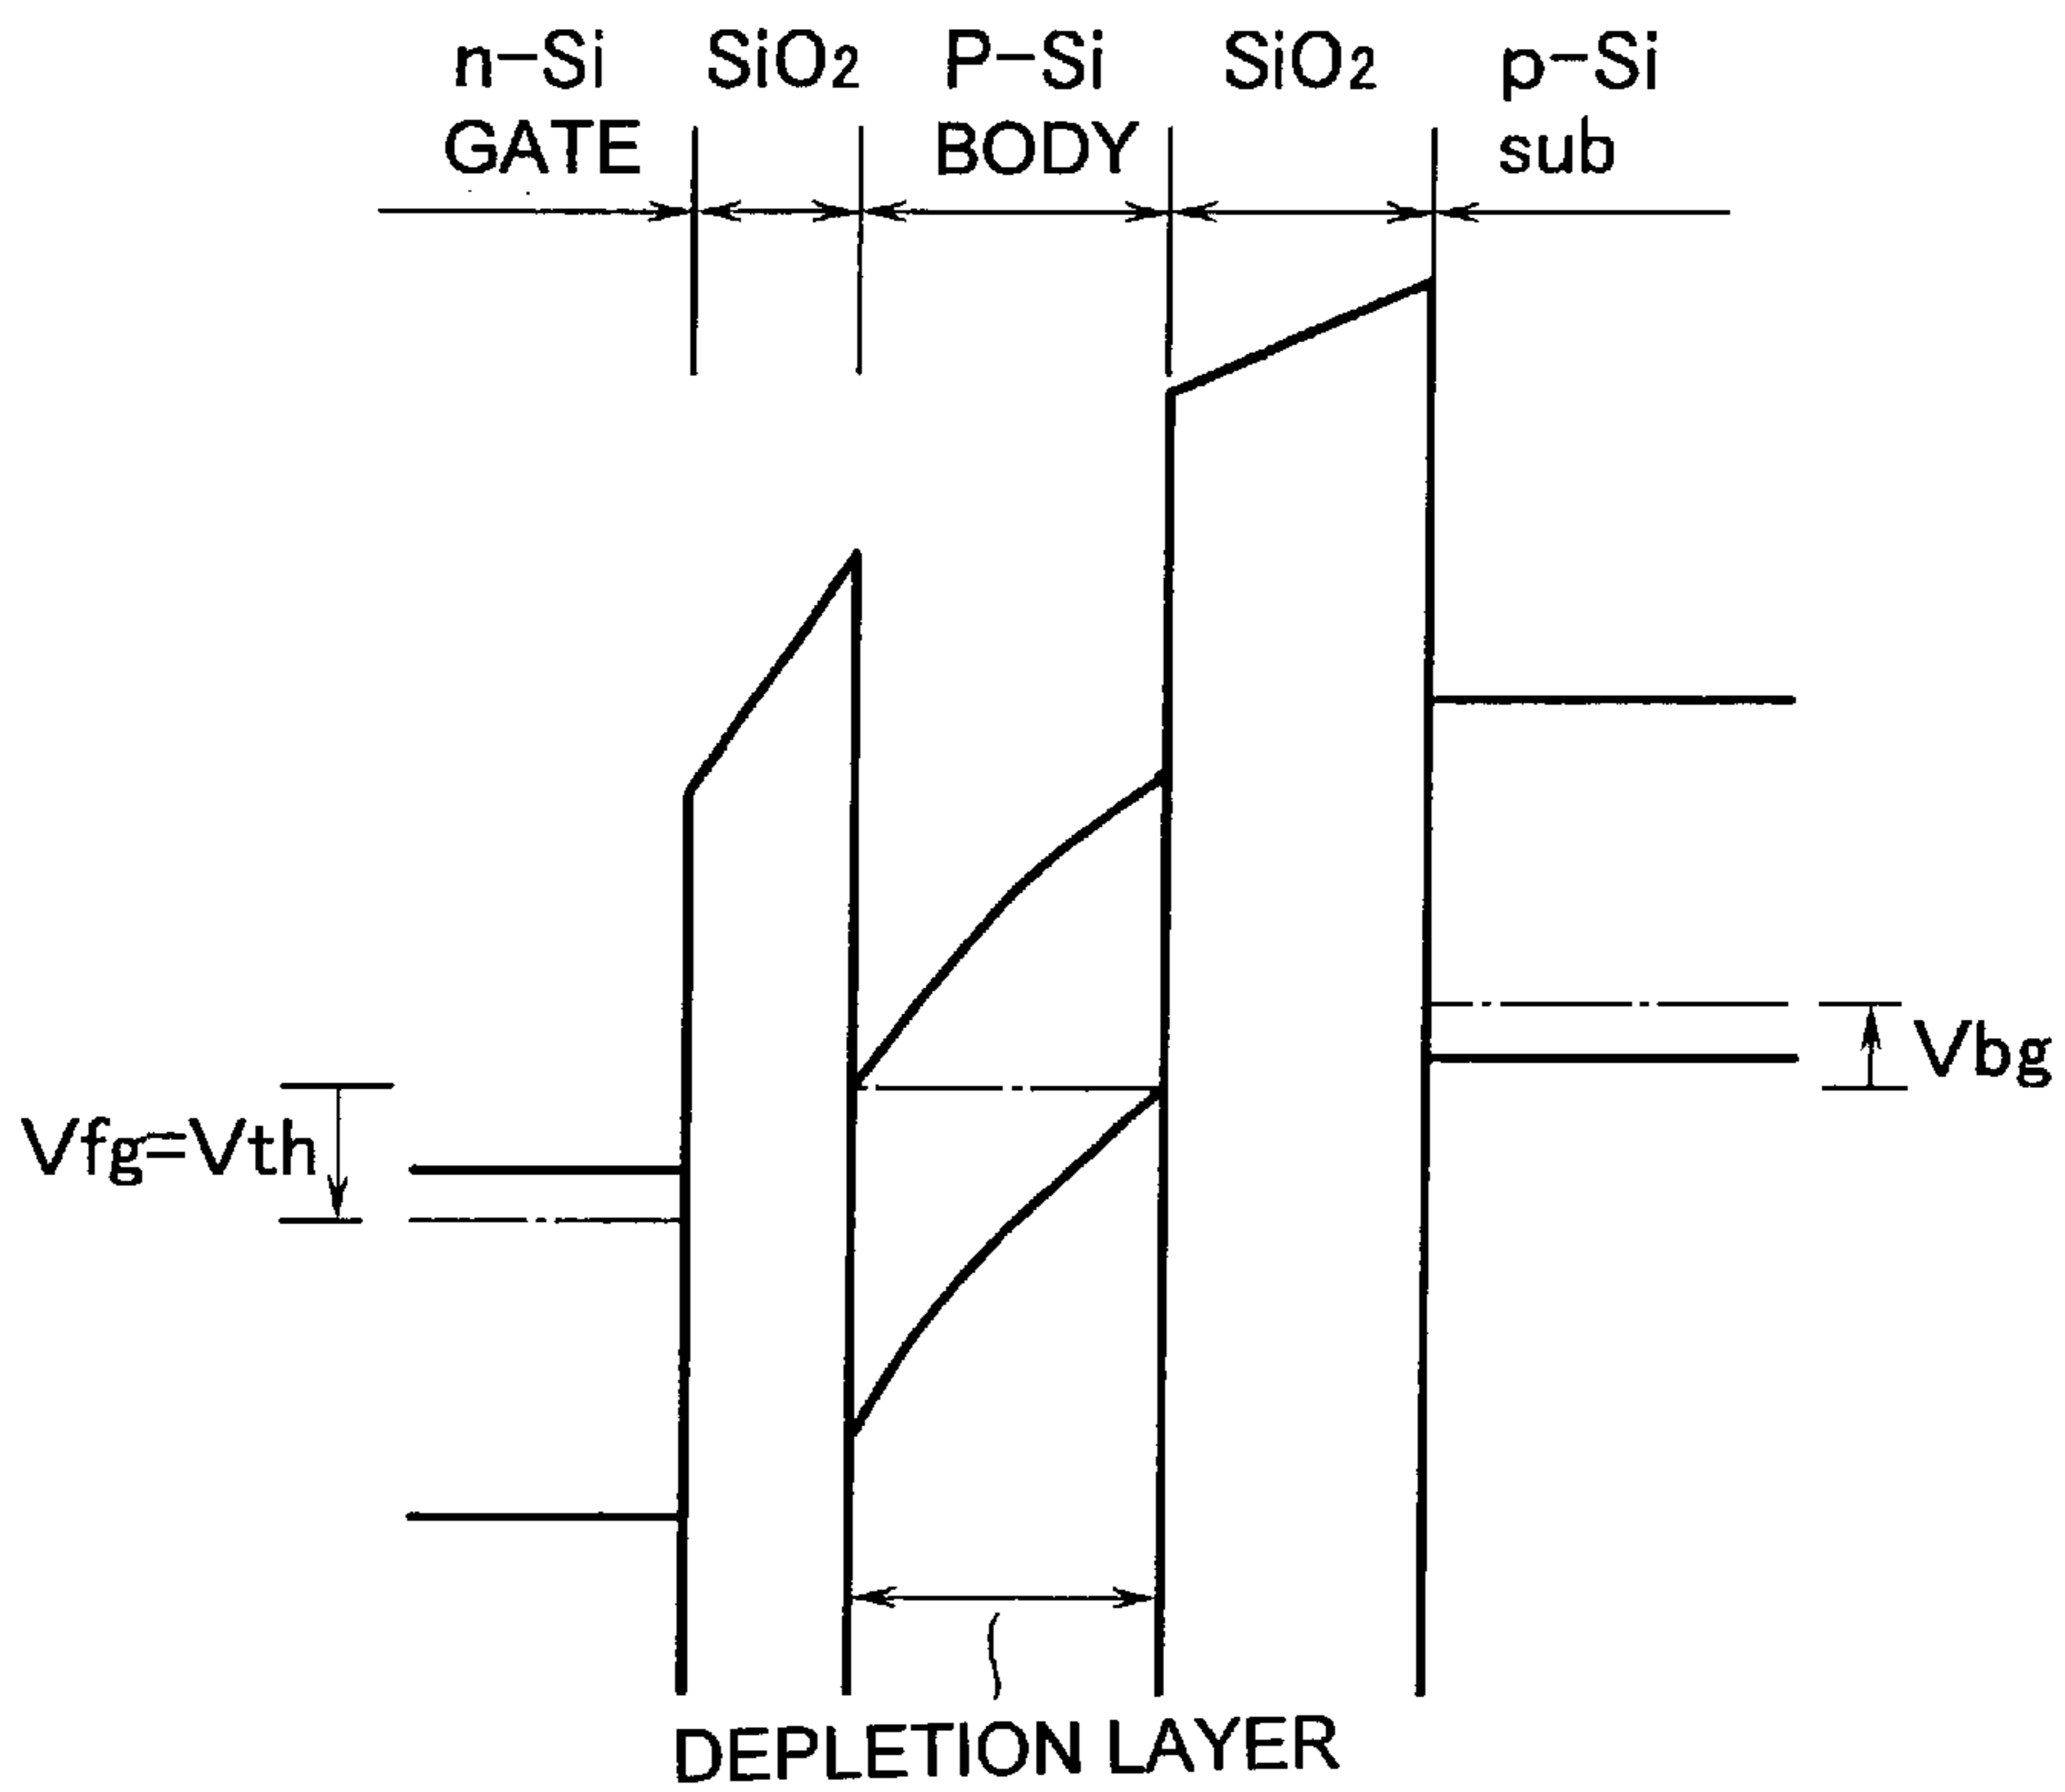 n-Si SiO2 P-Si SiO2 p-Si
GATE BODY sub
Vbg
Vfg=Vth
DEPLETION LAYER